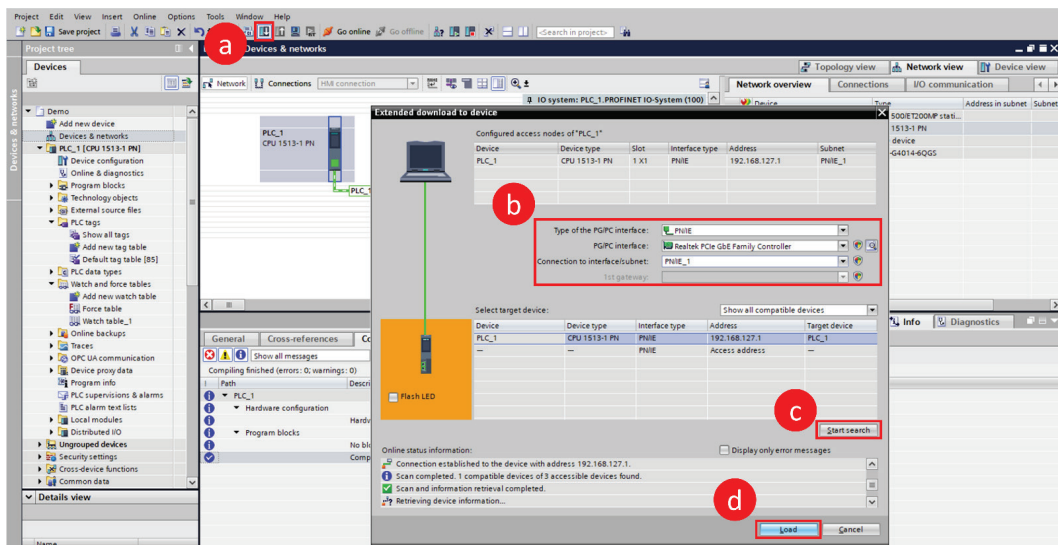 Project Edit View Insert Online Options Tools Window Help
Save project Go online Go offline <Search in project>
a
Project tree Devices & networks
Devices Topology view Network view Device view
Network Connections HMI connection Network overview Connections I/O communication
IO system: PLC_1.PROFINET IO-System (100) Device Type Address in subnet Subnet
Devices & networks
Demo
Add new device
Devices & networks
PLC_1 [CPU 1513-1 PN]
Device configuration
Online & diagnostics
Program blocks
Technology objects
External source files
PLC tags
Show all tags
Add new tag table
Default tag table [85]
PLC data types
Watch and force tables
Add new watch table
Force table
Watch table_1
Online backups
Traces
OPC UA communication
Device proxy data
Program info
PLC supervisions & alarms
PLC alarm text lists
Local modules
Distributed I/O
Ungrouped devices
Security settings
Cross-device functions
Common data
Details view
Name
PLC_1
CPU 1513-1 PN
PLC_1
500/ET200MP stati...
1513-1 PN
device
-G4014-6QGS
General Cross-references Co
Show all messages
Compiling finished (errors: 0; warnings: 0)
! Path Descri
PLC_1
Hardware configuration
Hardv
Program blocks
No blo
Comp
Info Diagnostics
Extended download to device
Configured access nodes of "PLC_1"
Device Device type Slot Interface type Address Subnet
PLC_1 CPU 1513-1 PN 1 X1 PN/IE 192.168.127.1 PN/IE_1
b
Type of the PG/PC interface: PN/IE
PG/PC interface: Realtek PCIe GbE Family Controller
Connection to interface/subnet: PN/IE_1
1st gateway:
Select target device: Show all compatible devices
Device Device type Interface type Address Target device
PLC_1 CPU 1513-1 PN PN/IE 192.168.127.1 PLC_1
— — PN/IE Access address —
Flash LED
c
Start search
Online status information: Display only error messages
Connection established to the device with address 192.168.127.1.
Scan completed. 1 compatible devices of 3 accessible devices found.
Scan and information retrieval completed.
Retrieving device information...
d
Load Cancel